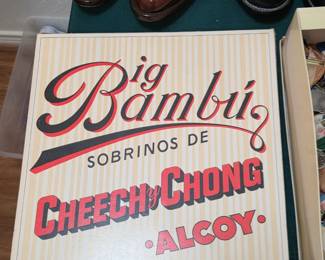 Big
Bambú
SOBRINOS DE
CHEECH y CHONG
• ALCOY •